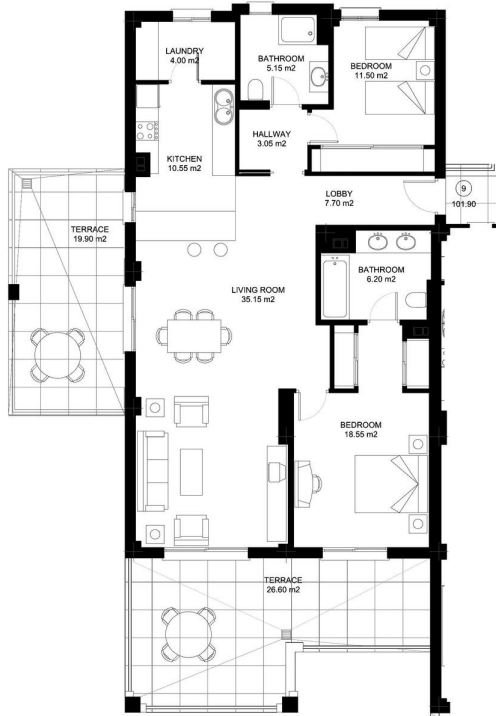 LAUNDRY
4.00 m2
BATHROOM
5.15 m2
BEDROOM
11.50 m2
HALLWAY
3.05 m2
KITCHEN
10.55 m2
LOBBY
7.70 m2
9
101.90
TERRACE
19.90 m2
BATHROOM
6.20 m2
LIVING ROOM
35.15 m2
BEDROOM
18.55 m2
TERRACE
26.60 m2